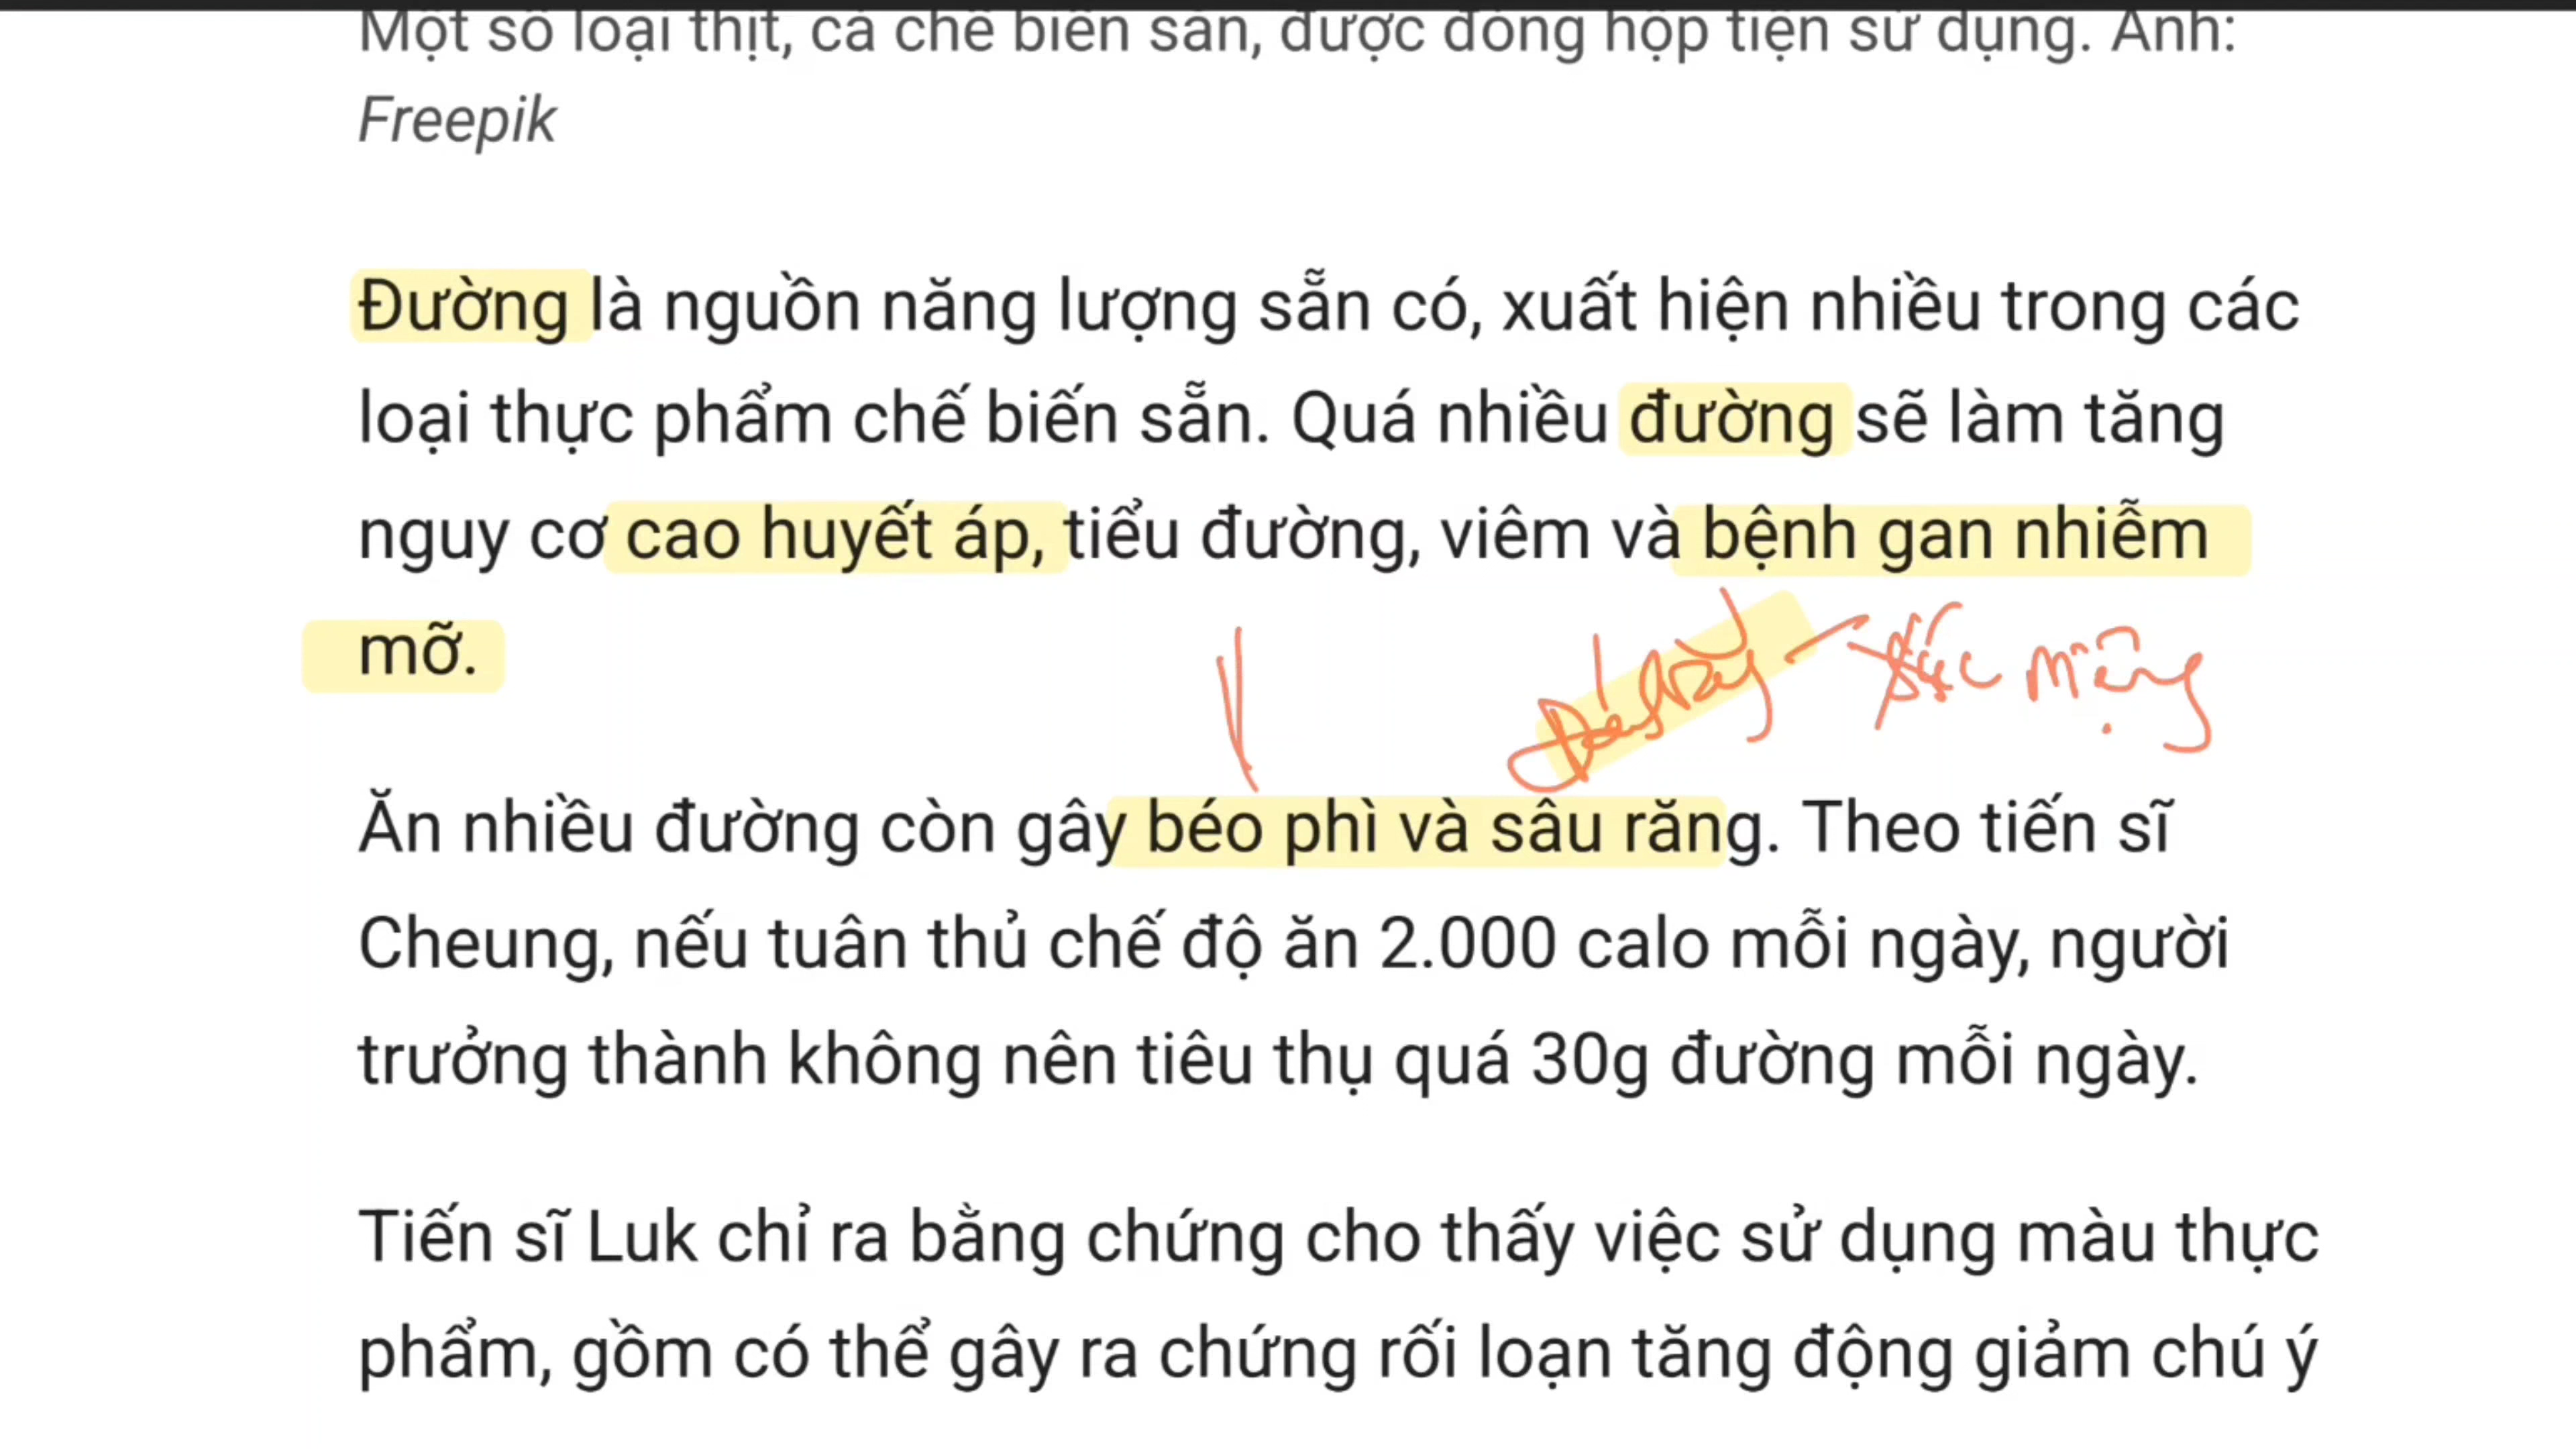 Một số loại thịt, cá chế biến sẵn, được đóng hộp tiện sử dụng. Ảnh:
Freepik
Đường là nguồn năng lượng sẵn có, xuất hiện nhiều trong các
loại thực phẩm chế biến sẵn. Quá nhiều đường sẽ làm tăng
nguy cơ cao huyết áp, tiểu đường, viêm và bệnh gan nhiễm
mỡ.
răng - miệng
Ăn nhiều đường còn gây béo phì và sâu răng. Theo tiến sĩ
Cheung, nếu tuân thủ chế độ ăn 2.000 calo mỗi ngày, người
trưởng thành không nên tiêu thụ quá 30g đường mỗi ngày.
Tiến sĩ Luk chỉ ra bằng chứng cho thấy việc sử dụng màu thực
phẩm, gồm có thể gây ra chứng rối loạn tăng động giảm chú ý